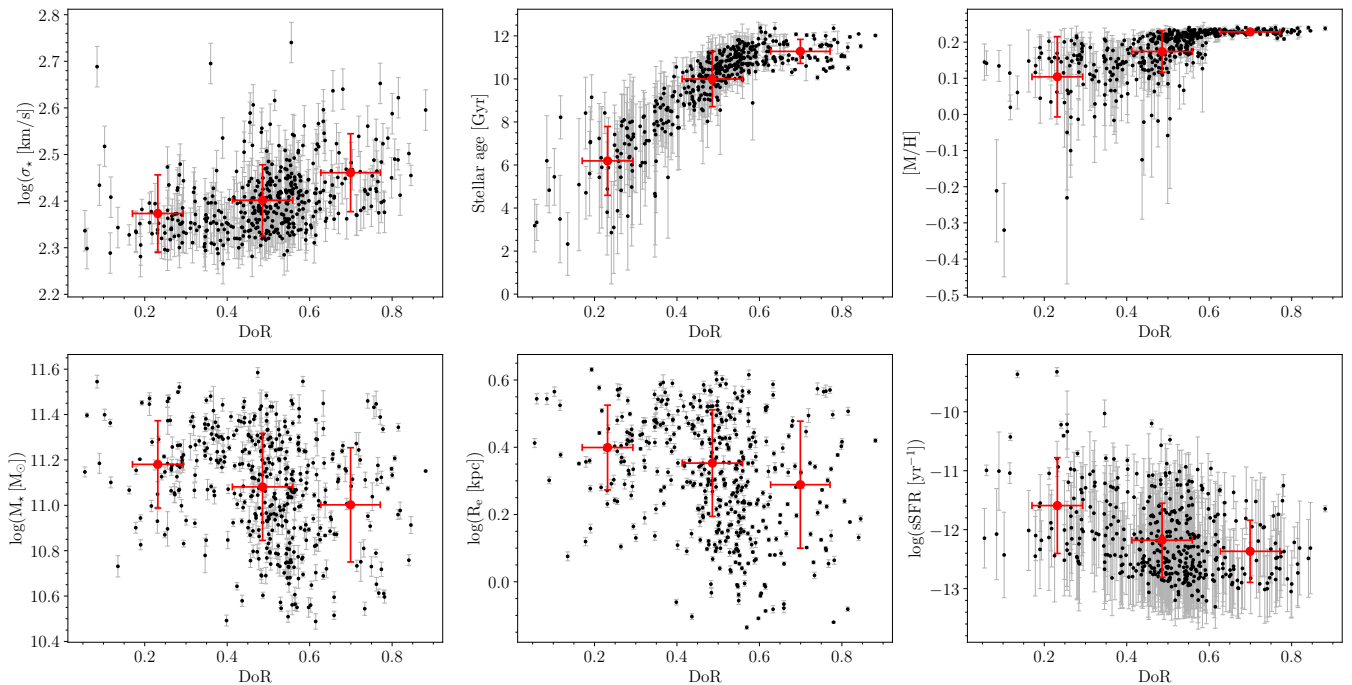 2.8
2.7
2.6
2.5
2.4
2.3
2.2
log(σ⋆ [km/s])
0.2 0.4 0.6 0.8
DoR
12
10
8
6
4
2
0
Stellar age [Gyr]
0.2 0.4 0.6 0.8
DoR
0.2
0.1
0.0
−0.1
−0.2
−0.3
−0.4
−0.5
[M/H]
0.2 0.4 0.6 0.8
DoR
11.6
11.4
11.2
11.0
10.8
10.6
10.4
log(M⋆ [M⊙])
0.2 0.4 0.6 0.8
DoR
0.6
0.4
0.2
0.0
log(Re [kpc])
0.2 0.4 0.6 0.8
DoR
−10
−11
−12
−13
log(sSFR [yr⁻¹])
0.2 0.4 0.6 0.8
DoR